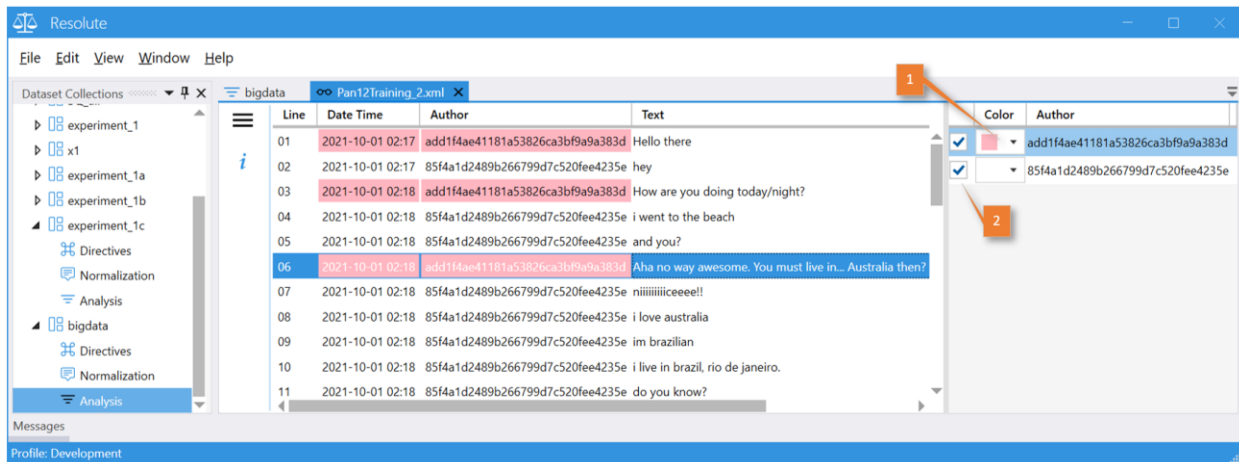 Resolute
File Edit View Window Help
Dataset Collections
experiment_1
x1
experiment_1a
experiment_1b
experiment_1c
Directives
Normalization
Analysis
bigdata
Directives
Normalization
Analysis
bigdata Pan12Training_2.xml X
Line Date Time Author Text
01 2021-10-01 02:17 add1f4ae41181a53826ca3bf9a9a383d Hello there
02 2021-10-01 02:17 85f4a1d2489b266799d7c520fee4235e hey
03 2021-10-01 02:18 add1f4ae41181a53826ca3bf9a9a383d How are you doing today/night?
04 2021-10-01 02:18 85f4a1d2489b266799d7c520fee4235e i went to the beach
05 2021-10-01 02:18 85f4a1d2489b266799d7c520fee4235e and you?
06 2021-10-01 02:18 add1f4ae41181a53826ca3bf9a9a383d Aha no way awesome. You must live in... Australia then?
07 2021-10-01 02:18 85f4a1d2489b266799d7c520fee4235e niiiiiiiiceeee!!
08 2021-10-01 02:18 85f4a1d2489b266799d7c520fee4235e i love australia
09 2021-10-01 02:18 85f4a1d2489b266799d7c520fee4235e im brazilian
10 2021-10-01 02:18 85f4a1d2489b266799d7c520fee4235e i live in brazil, rio de janeiro.
11 2021-10-01 02:18 85f4a1d2489b266799d7c520fee4235e do you know?
1
Color Author
add1f4ae41181a53826ca3bf9a9a383d
85f4a1d2489b266799d7c520fee4235e
2
Messages
Profile: Development